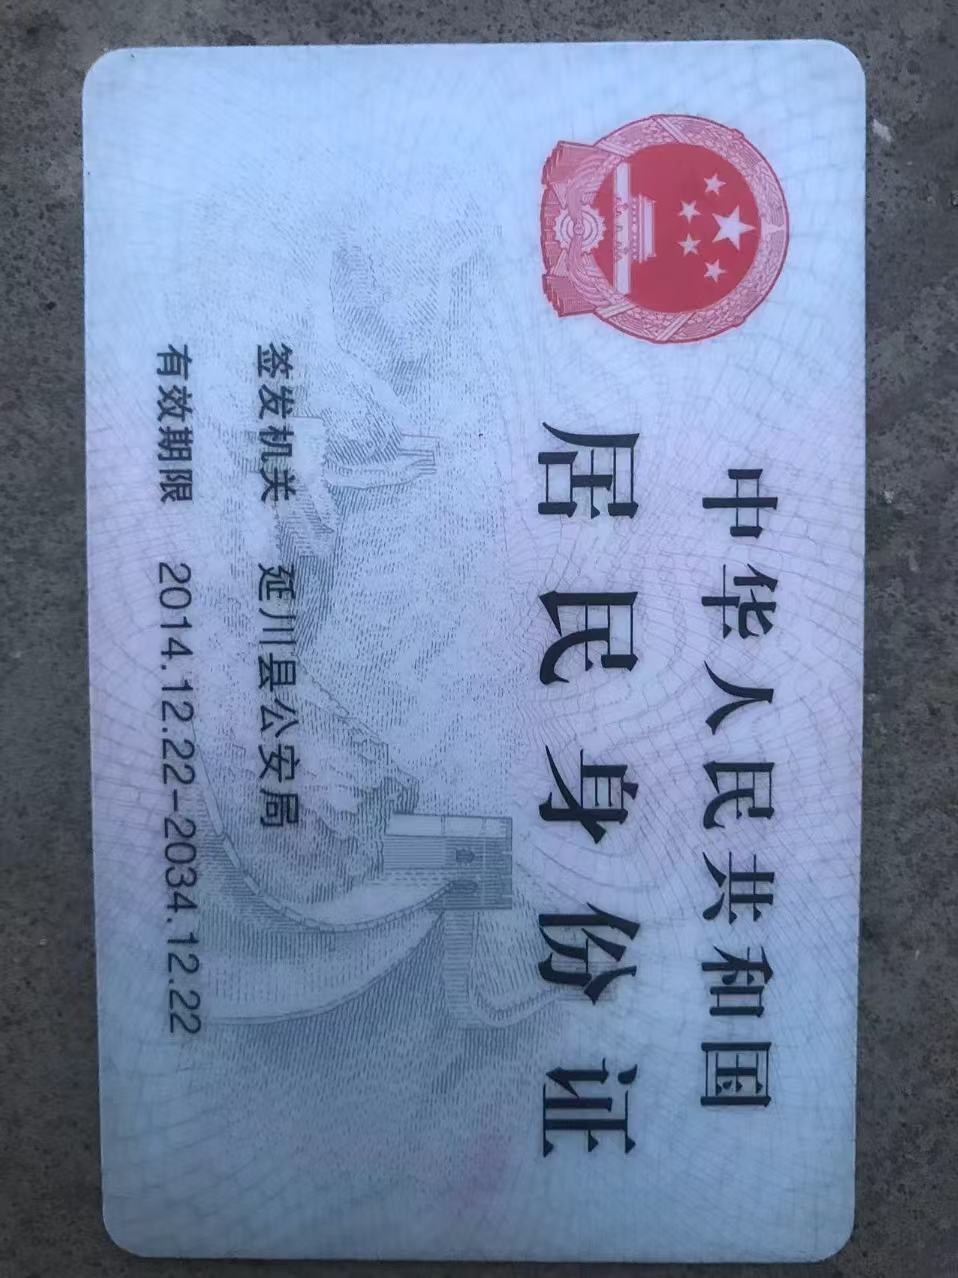 中华人民共和国
居民身份证
签发机关 延川县公安局
有效期限 2014.12.22-2034.12.22